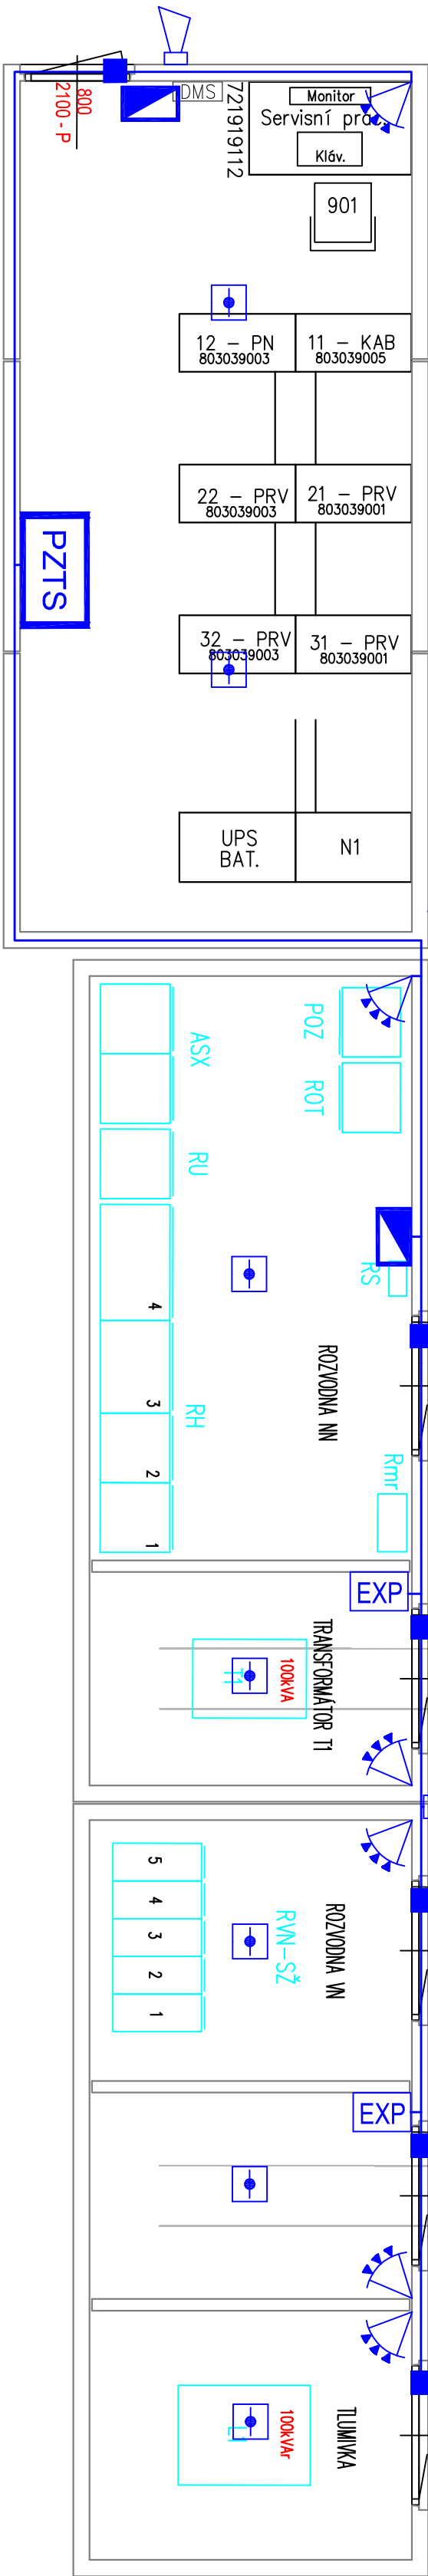 800
2100 - P
DMS
721919112
Monitor
Servisní prac.
Kláv.
901
12 - PN
803039003
11 - KAB
803039005
22 - PRV
803039003
21 - PRV
803039001
PZTS
32 - PRV
803039003
31 - PRV
803039001
UPS
BAT.
N1
ASX
POZ
ROT
RU
RS
ROZVODNA NN
4
3
RH
2
1
Rmr
EXP
TRANSFORMÁTOR T1
100kVA
T1
5
4
3
2
1
RVN-SŽ
ROZVODNA VN
EXP
TLUMIVKA
100kVAr